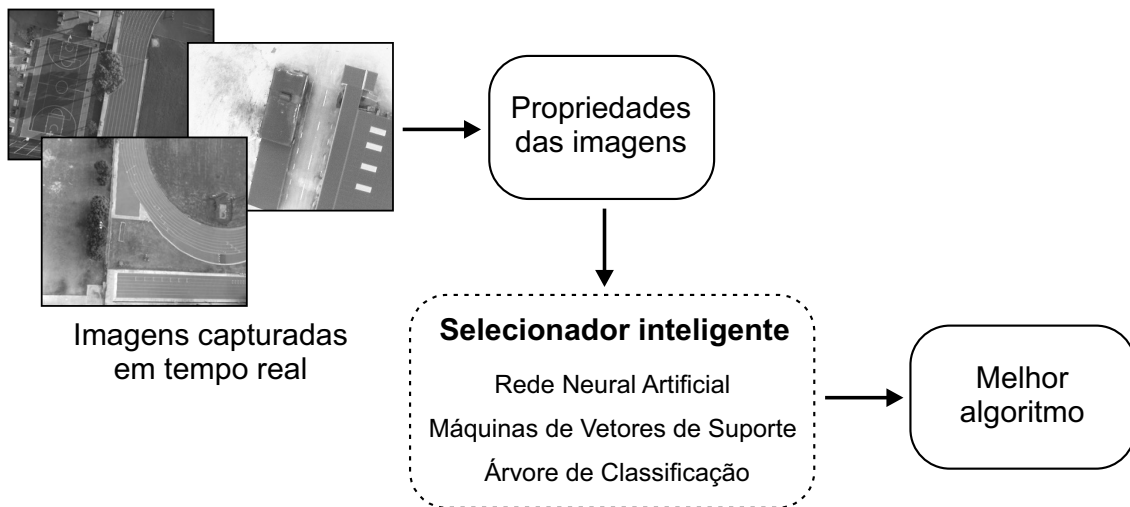 Imagens capturadas
em tempo real
Propriedades
das imagens
Selecionador inteligente
Rede Neural Artificial
Máquinas de Vetores de Suporte
Árvore de Classificação
Melhor
algoritmo